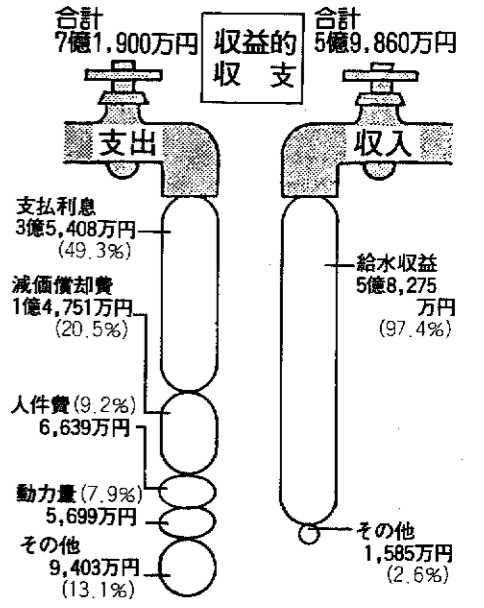 合計
7億1,900万円
収益的
収 支
合計
5億9,860万円
支出
収入
支払利息
3億5,408万円
(49.3%)
減価償却費
1億4,751万円
(20.5%)
人件費(9.2%)
6,639万円
動力量(7.9%)
5,699万円
その他
9,403万円
(13.1%)
給水収益
5億8,275
万円
(97.4%)
その他
1,585万円
(2.6%)